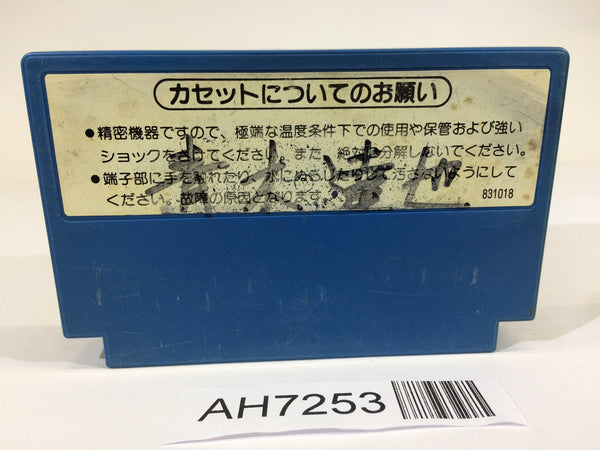 カセットについてのお願い
●精密機器ですので、極端な温度条件下での使用や保管および強い
ショックをさけてください。また、絶対に分解しないでください。
●端子部に手を触れたり、水にぬらしたりして汚さないようにして
ください。故障の原因となります。
831018
AH7253